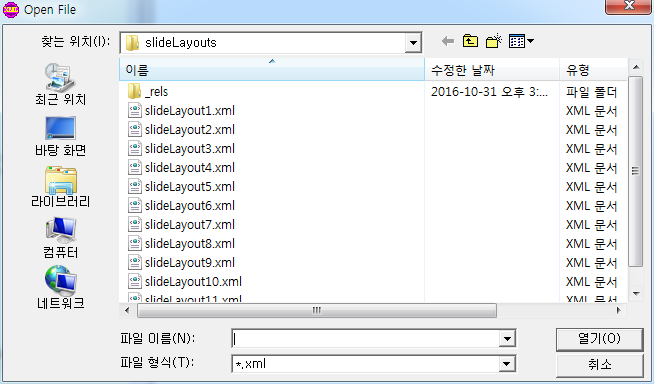 XML Open File
찾는 위치(I): slideLayouts
최근 위치
바탕 화면
라이브러리
컴퓨터
네트워크
이름 수정한 날짜 유형
_rels 2016-10-31 오후 3:... 파일 폴더
slideLayout1.xml XML 문서
slideLayout2.xml XML 문서
slideLayout3.xml XML 문서
slideLayout4.xml XML 문서
slideLayout5.xml XML 문서
slideLayout6.xml XML 문서
slideLayout7.xml XML 문서
slideLayout8.xml XML 문서
slideLayout9.xml XML 문서
slideLayout10.xml XML 문서
slideLayout11.xml XML 문서
파일 이름(N): 열기(O)
파일 형식(T): *.xml 취소